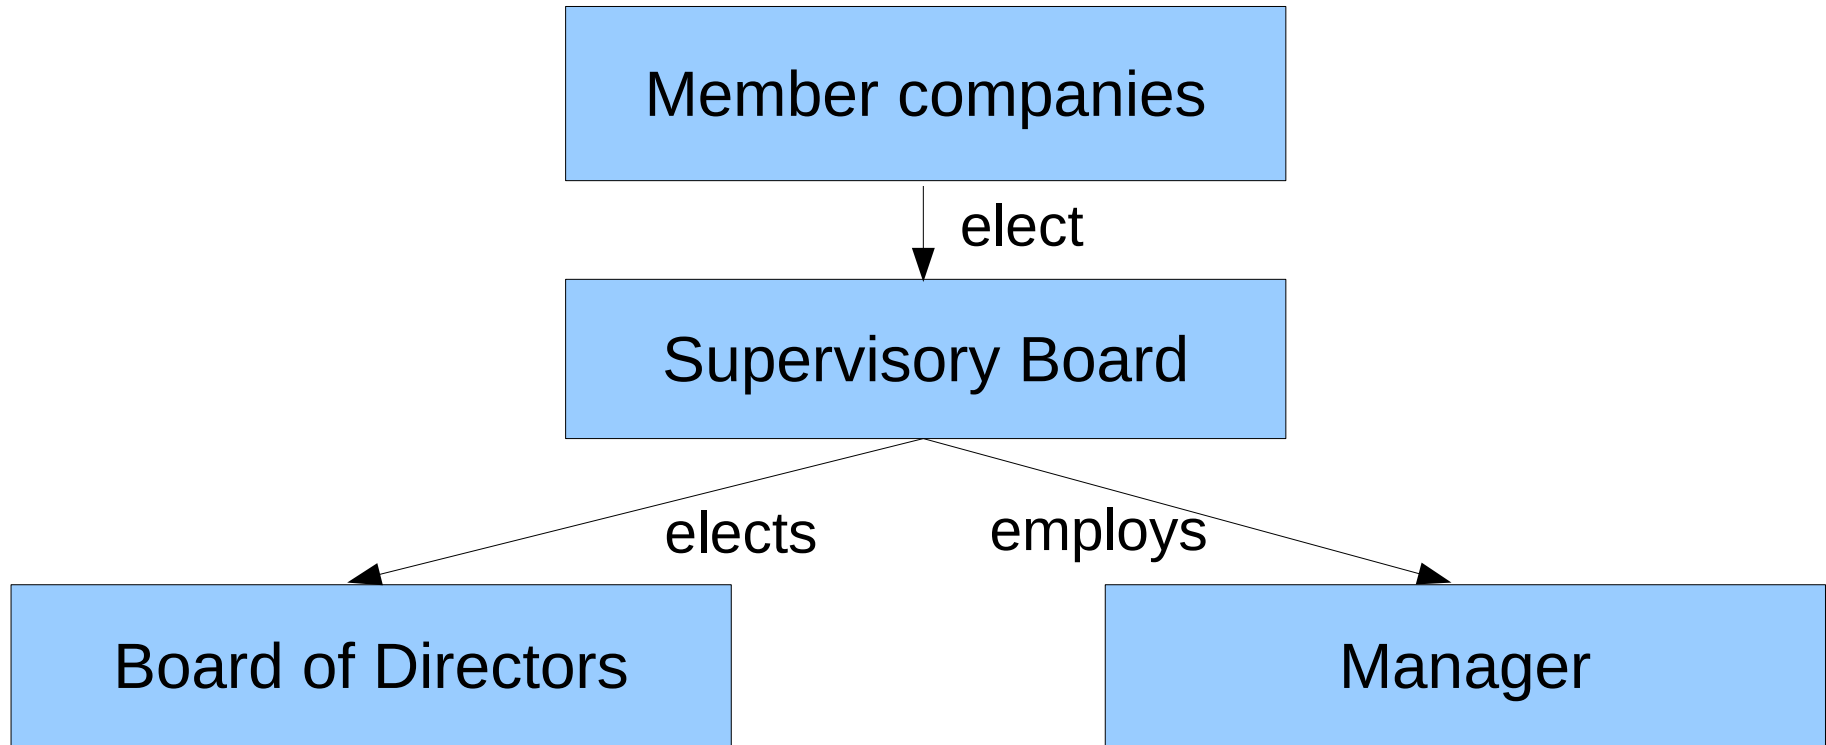 Member companies
elect
Supervisory Board
elects
employs
Board of Directors
Manager